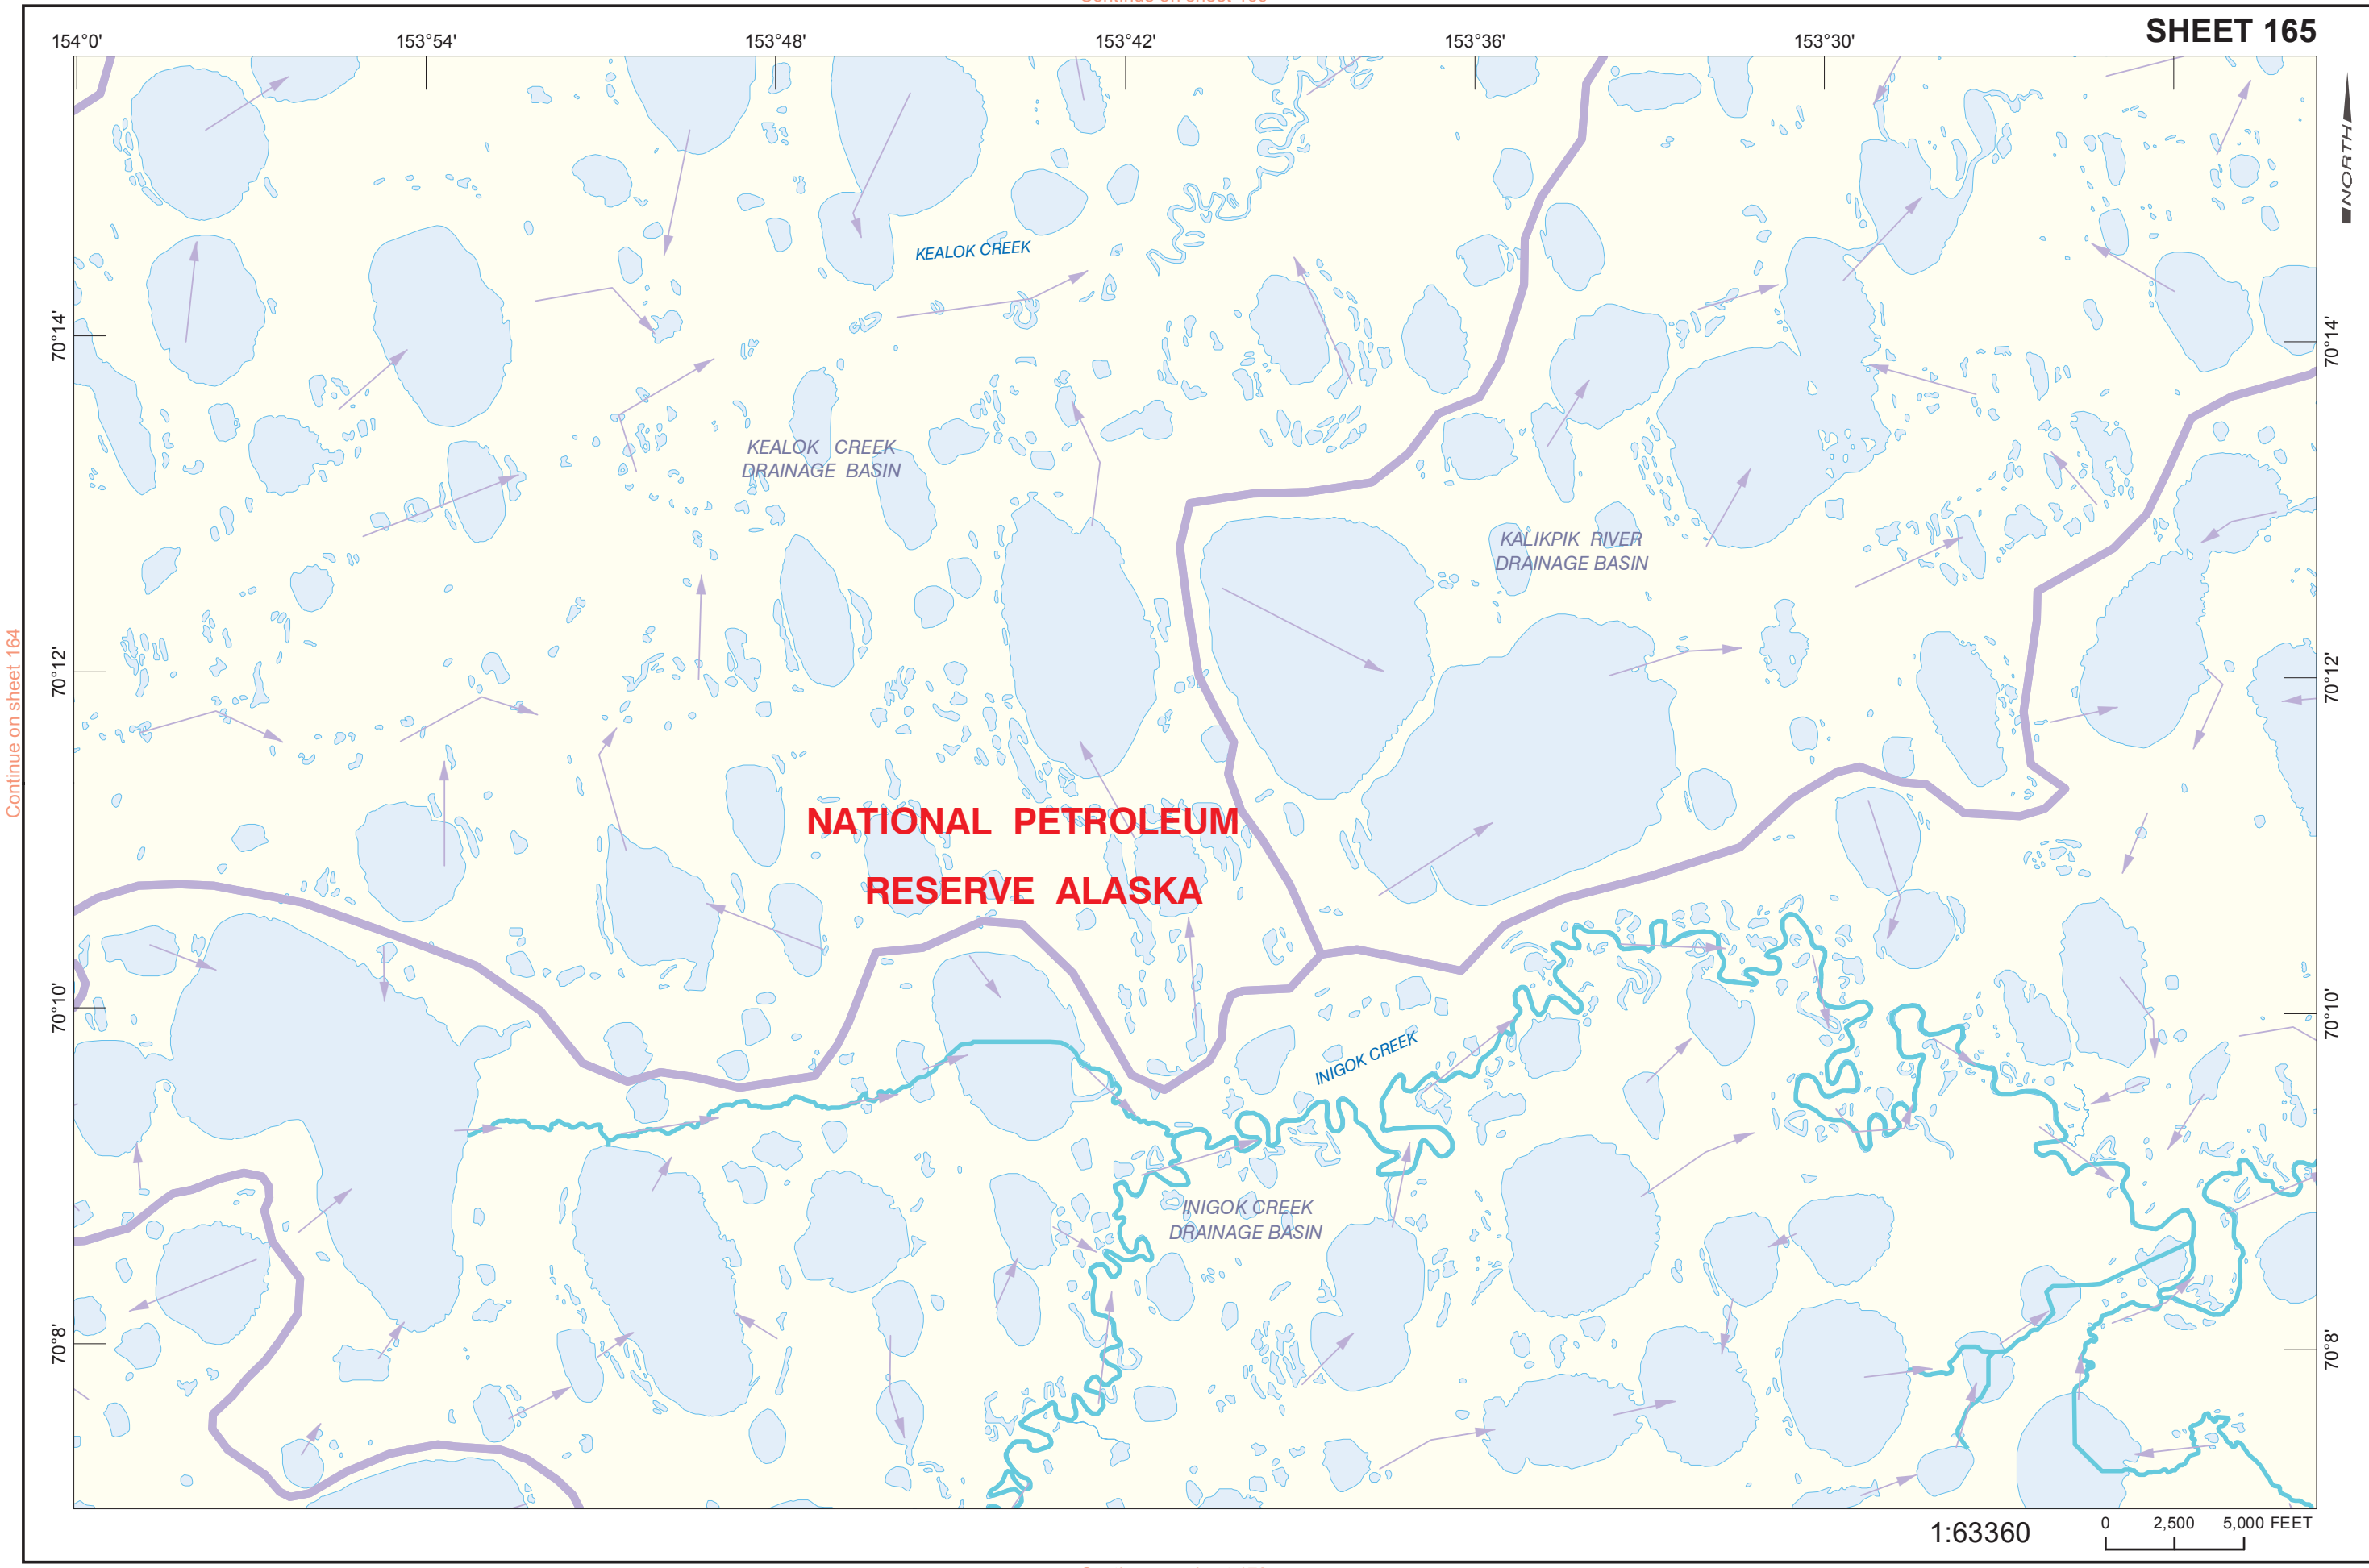 SHEET 165
154°0'
153°54'
153°48'
153°42'
153°36'
153°30'
NORTH
KEALOK CREEK
70°14'
70°14'
KEALOK CREEK
DRAINAGE BASIN
KALIKPIK RIVER
DRAINAGE BASIN
Continue on sheet 164
70°12'
70°12'
NATIONAL PETROLEUM
RESERVE ALASKA
70°10'
70°10'
INIGOK CREEK
INIGOK CREEK
DRAINAGE BASIN
70°8'
70°8'
1:63360
0 2,500 5,000 FEET